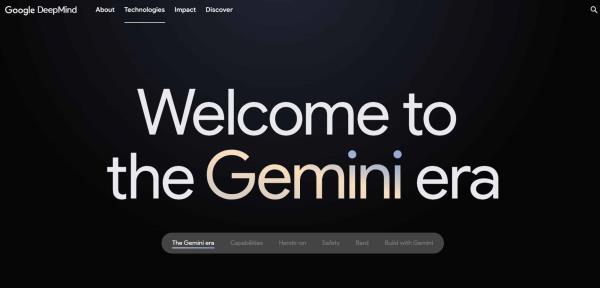 Google DeepMind About Technologies Impact Discover
Welcome to
the Gemini era
The Gemini era Capabilities Hands-on Safety Bard Build with Gemini